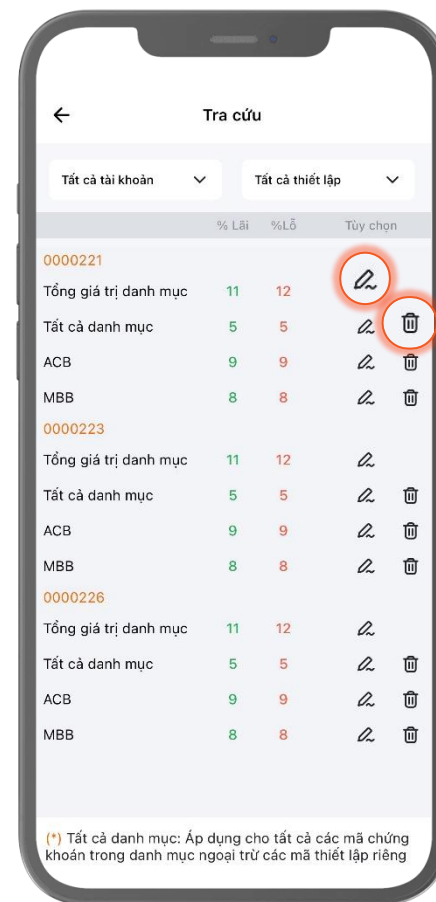 Tra cứu
Tất cả tài khoản Tất cả thiết lập
% Lãi %Lỗ Tùy chọn
0000221
Tổng giá trị danh mục 11 12
Tất cả danh mục 5 5
ACB 9 9
MBB 8 8
0000223
Tổng giá trị danh mục 11 12
Tất cả danh mục 5 5
ACB 9 9
MBB 8 8
0000226
Tổng giá trị danh mục 11 12
Tất cả danh mục 5 5
ACB 9 9
MBB 8 8
(*) Tất cả danh mục: Áp dụng cho tất cả các mã chứng
khoán trong danh mục ngoại trừ các mã thiết lập riêng